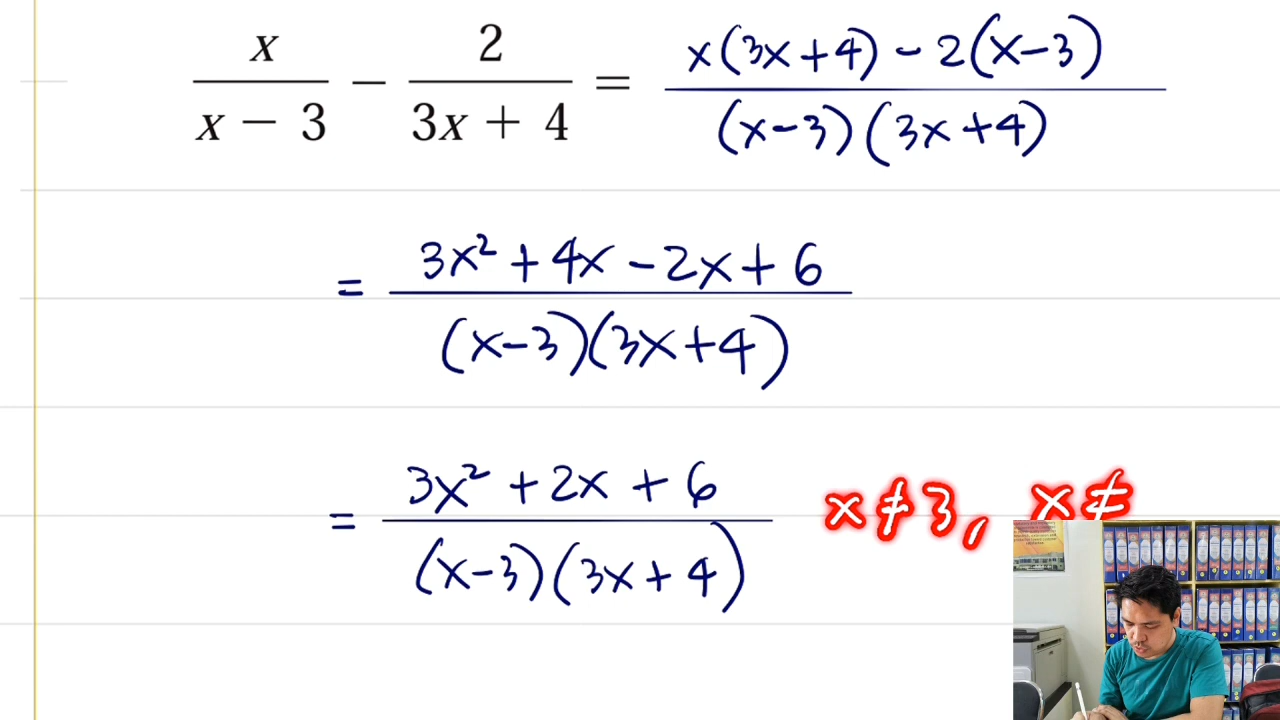 x/(x − 3) − 2/(3x + 4) = (x(3x+4) − 2(x−3))/((x−3)(3x+4))
= (3x² + 4x − 2x + 6)/((x−3)(3x+4))
= (3x² + 2x + 6)/((x−3)(3x+4)) x ≠ 3, x ≠